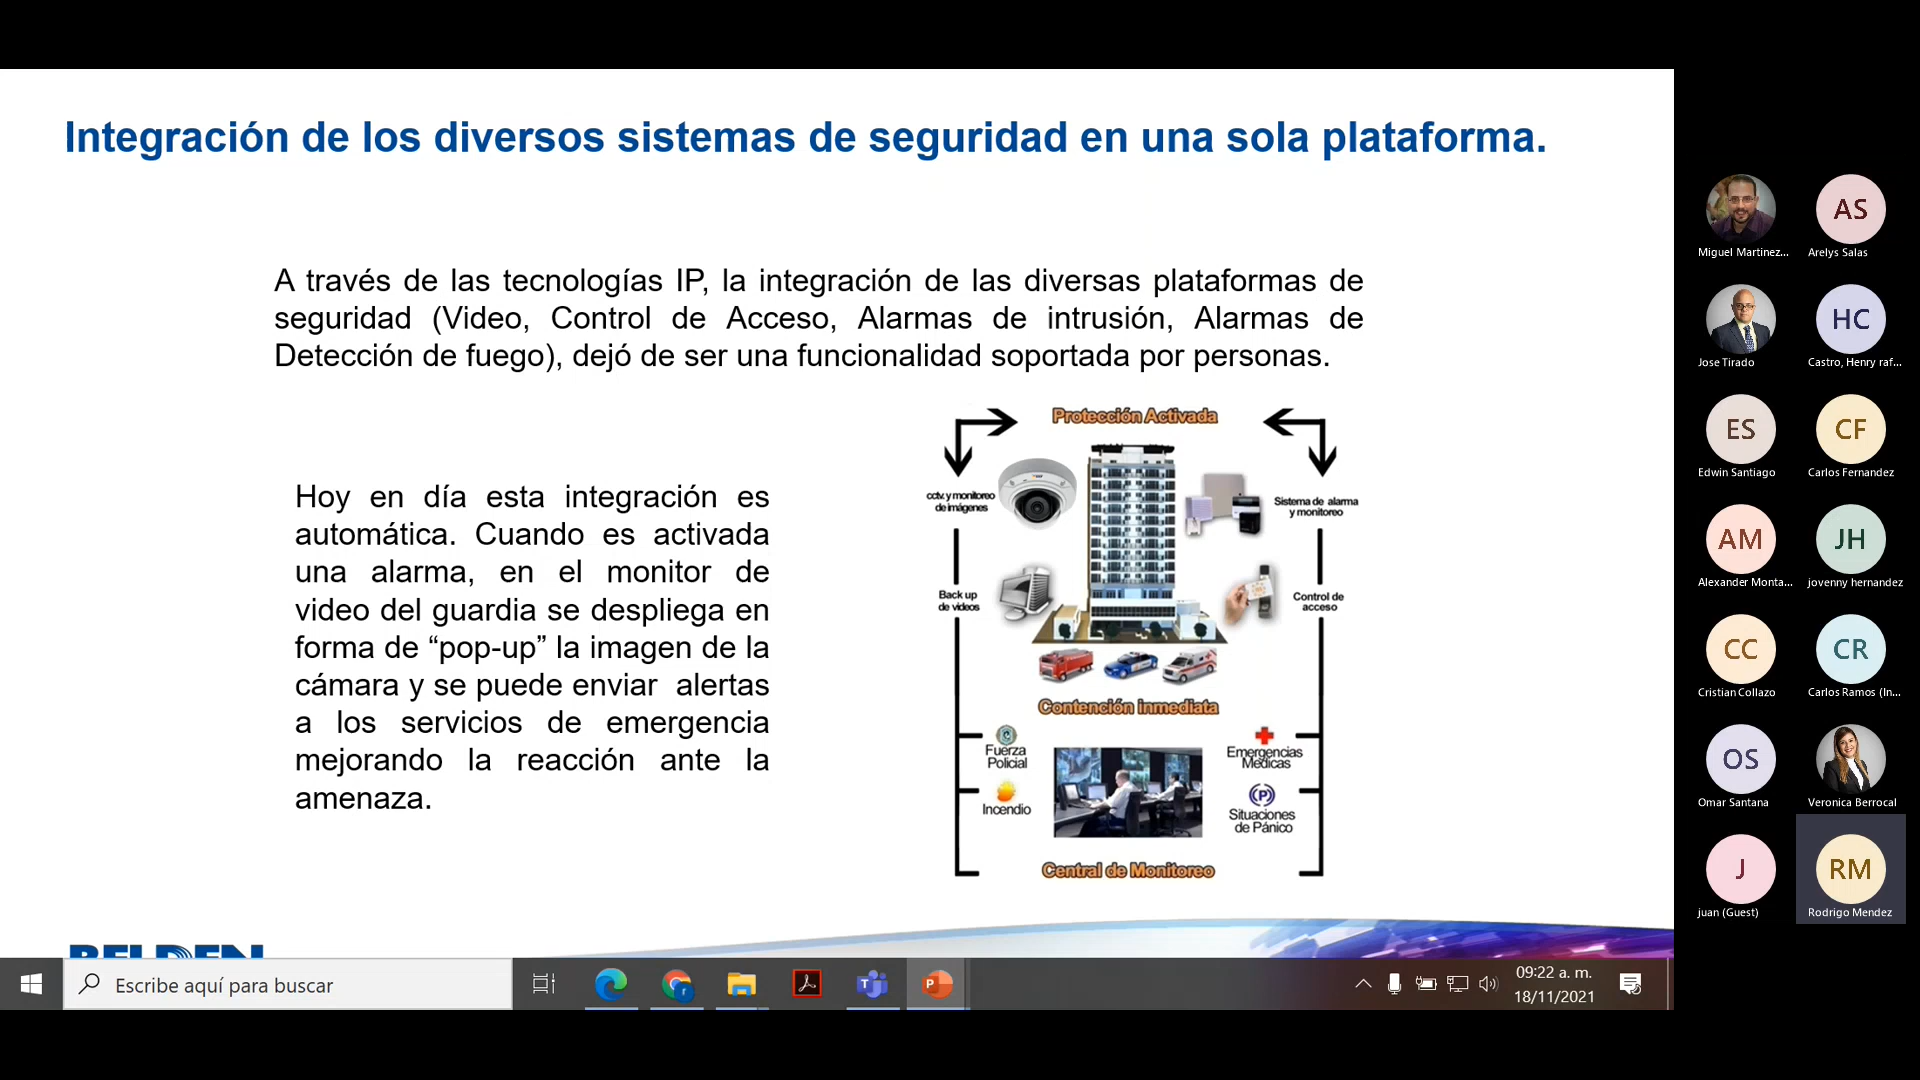 Integración de los diversos sistemas de seguridad en una sola plataforma.
A través de las tecnologías IP, la integración de las diversas plataformas de
seguridad (Video, Control de Acceso, Alarmas de intrusión, Alarmas de
Detección de fuego), dejó de ser una funcionalidad soportada por personas.
Hoy en día esta integración es
automática. Cuando es activada
una alarma, en el monitor de
video del guardia se despliega en
forma de “pop-up” la imagen de la
cámara y se puede enviar alertas
a los servicios de emergencia
mejorando la reacción ante la
amenaza.
Protección Activada
cctv. y monitoreo
de imágenes
Sistema de alarma
y monitoreo
Back up
de videos
Control de
acceso
Contención inmediata
Fuerza
Policial
Emergencias
Médicas
Incendio
Situaciones
de Pánico
Central de Monitoreo
BELDEN
Escribe aquí para buscar
09:22 a. m.
18/11/2021
Miguel Martinez...
AS
Arelys Salas
Jose Tirado
HC
Castro, Henry raf...
ES
Edwin Santiago
CF
Carlos Fernandez
AM
Alexander Monta...
JH
jovenny hernandez
CC
Cristian Collazo
CR
Carlos Ramos (In...
OS
Omar Santana
Veronica Berrocal
J
juan (Guest)
RM
Rodrigo Mendez